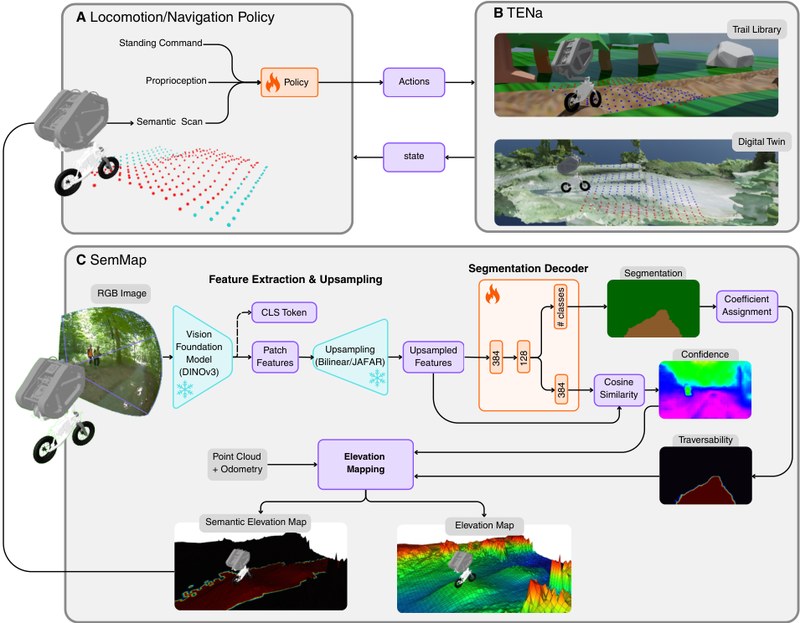 A Locomotion/Navigation Policy
Standing Command
Proprioception
Semantic Scan
Policy
Actions
state
B TENa
Trail Library
Digital Twin
C SemMap
RGB Image
Feature Extraction & Upsampling
Vision
Foundation
Model
(DINOv3)
CLS Token
Patch
Features
Upsampling
(Bilinear/JAFAR)
Upsampled
Features
Segmentation Decoder
384
128
# classes
384
Segmentation
Coefficient
Assignment
Cosine
Similarity
Confidence
Traversability
Point Cloud
+ Odometry
Elevation
Mapping
Semantic Elevation Map
Elevation Map